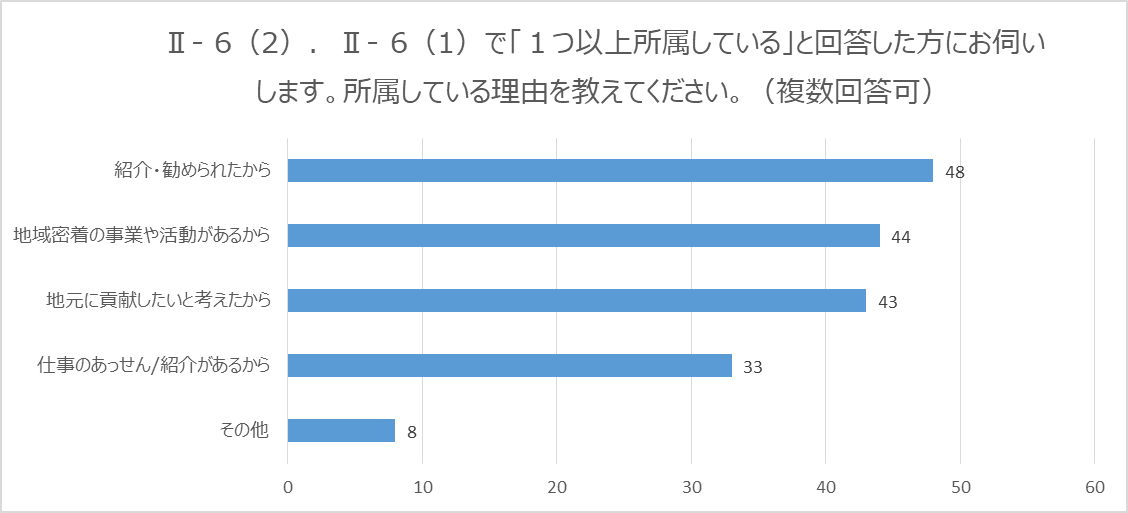 Ⅱ-６（2）． Ⅱ-６（1）で「１つ以上所属している」と回答した方にお伺い
します。所属している理由を教えてください。（複数回答可）
紹介・勧められたから
48
地域密着の事業や活動があるから
44
地元に貢献したいと考えたから
43
仕事のあっせん/紹介があるから
33
その他
8
0 10 20 30 40 50 60